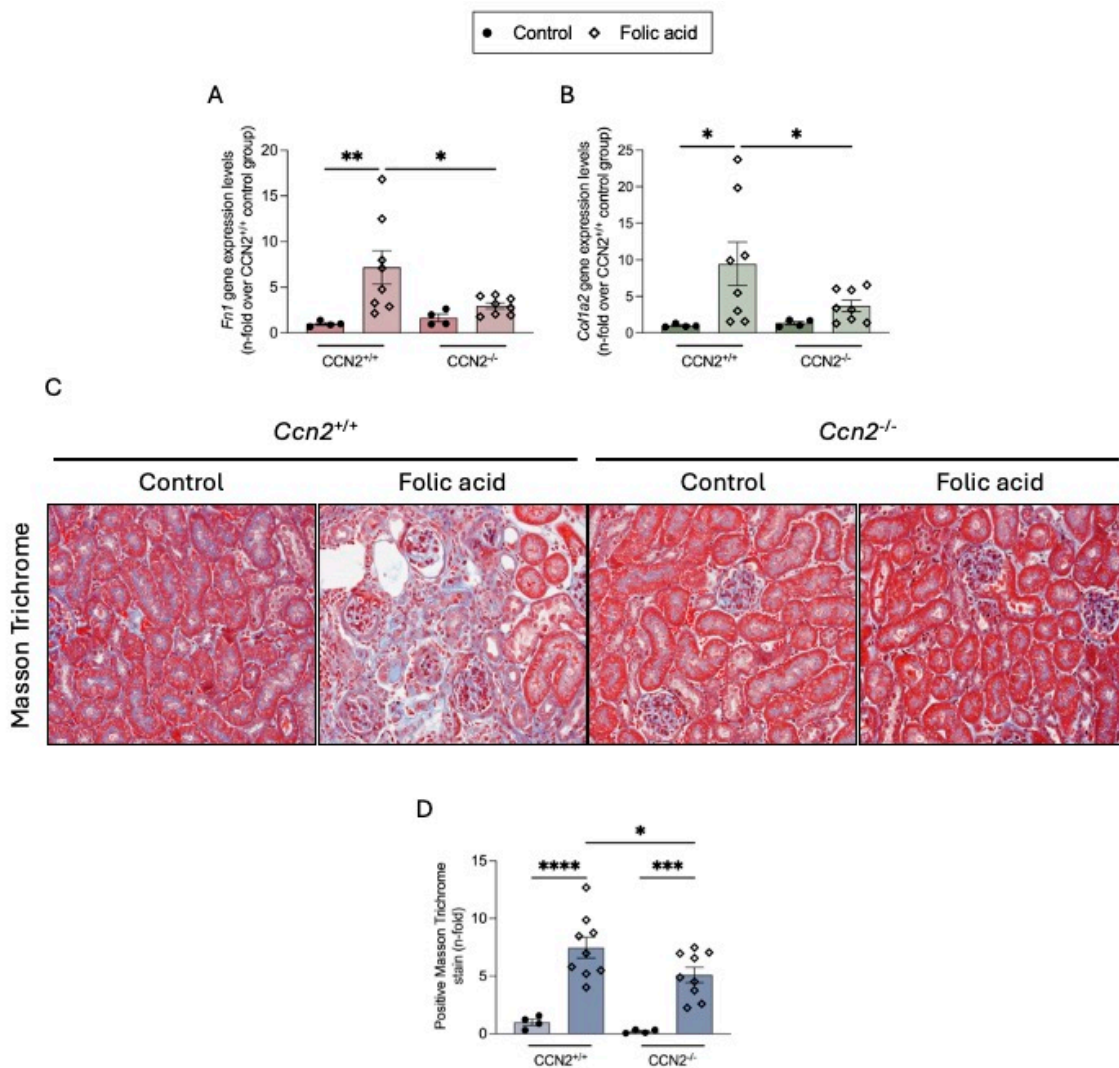 ● Control ◇ Folic acid
A
Fn1 gene expression levels
(n-fold over CCN2⁺/⁺ control group)
20
15
10
5
0
**
*
CCN2⁺/⁺
CCN2⁻/⁻
B
Col1a2 gene expression levels
(n-fold over CCN2⁺/⁺ control group)
25
20
15
10
5
0
*
*
CCN2⁺/⁺
CCN2⁻/⁻
C
Ccn2⁺/⁺
Ccn2⁻/⁻
Control
Folic acid
Control
Folic acid
Masson Trichrome
D
Positive Masson Trichrome
stain (n-fold)
15
10
5
0
*
****
***
CCN2⁺/⁺
CCN2⁻/⁻